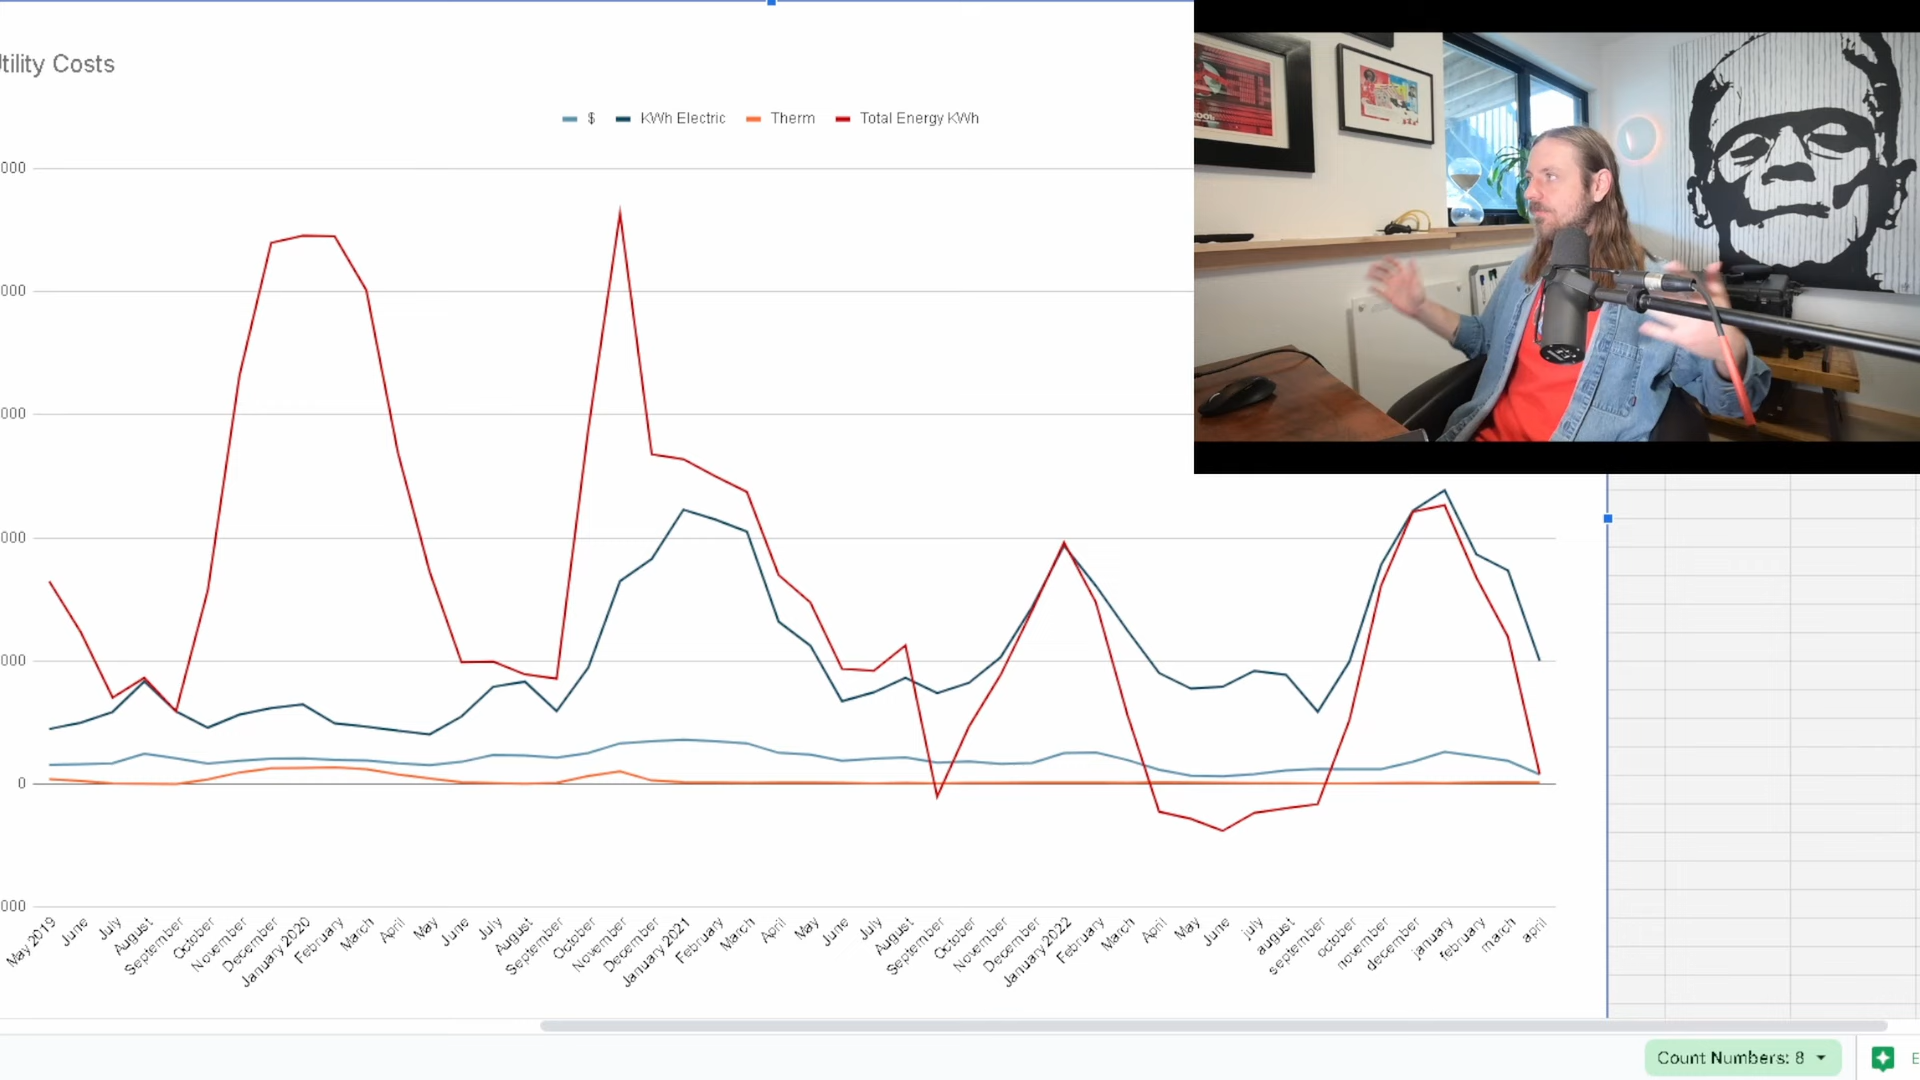 tility Costs
$ KWh Electric Therm Total Energy KWh
000
000
000
000
000
0
000
May 2019 June July August September October November December January 2020 February March April May June July August September October November December January 2021 February March April May June July August September October November December January 2022 February March April May June july august september october november december january february march april
Count Numbers: 8
E